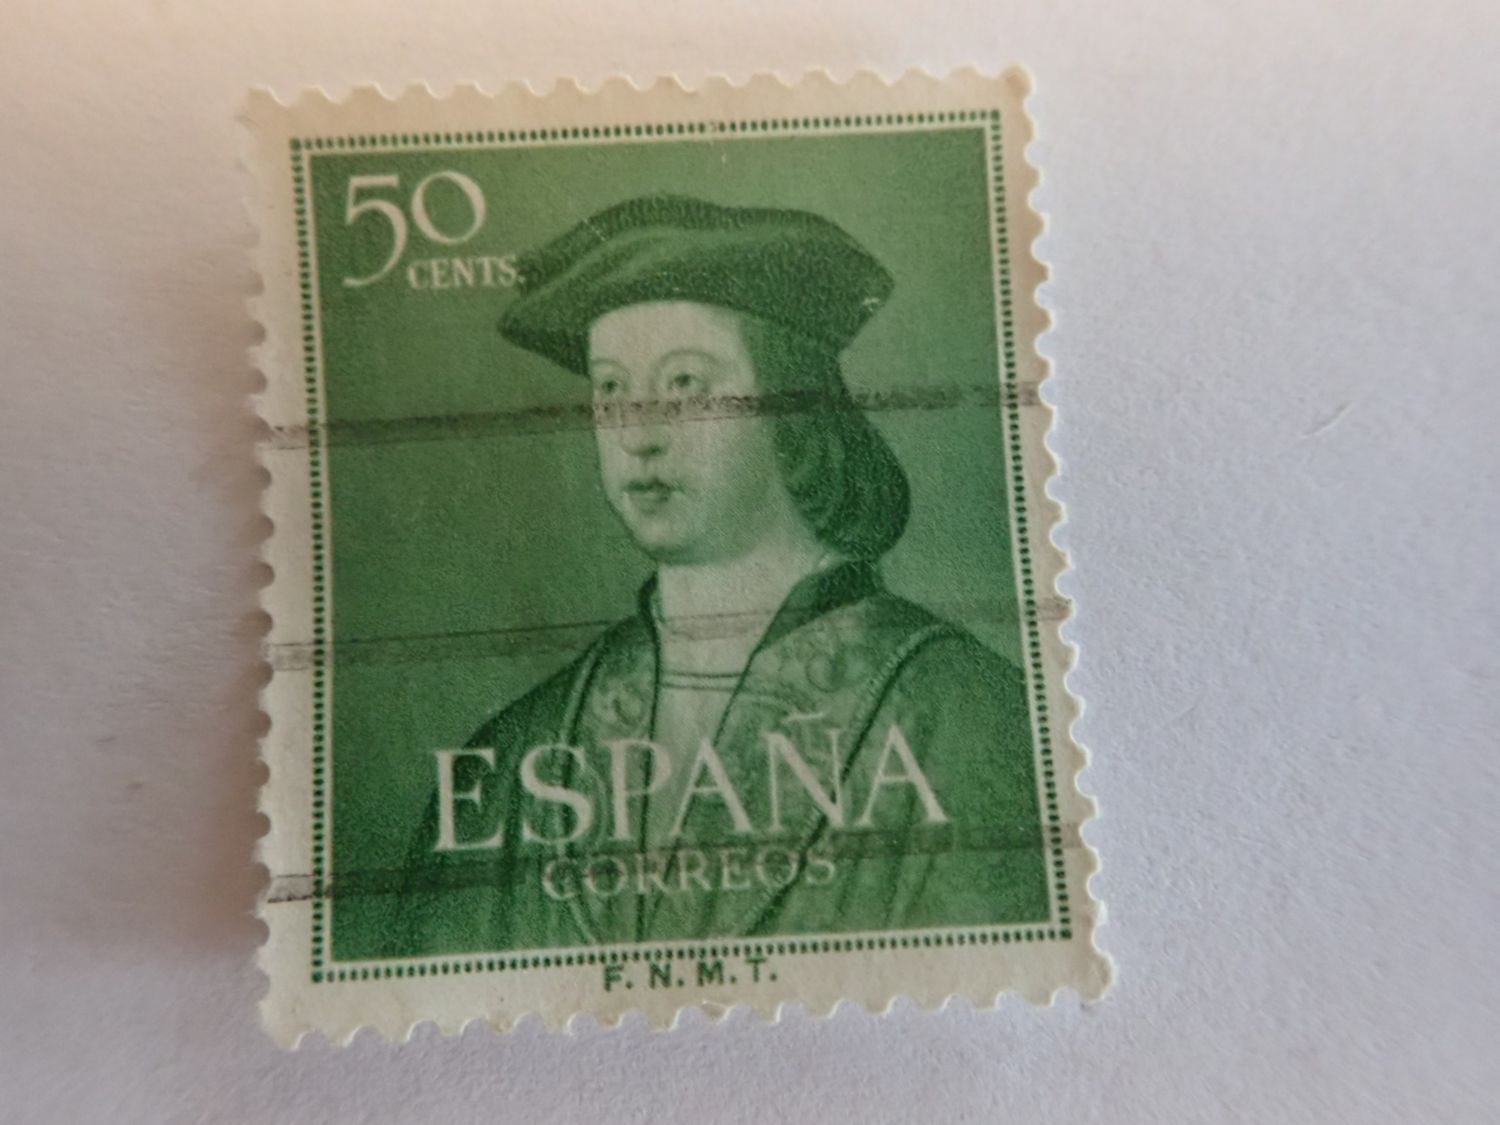 50
CENTS.
ESPAÑA
CORREOS
F. N. M. T.